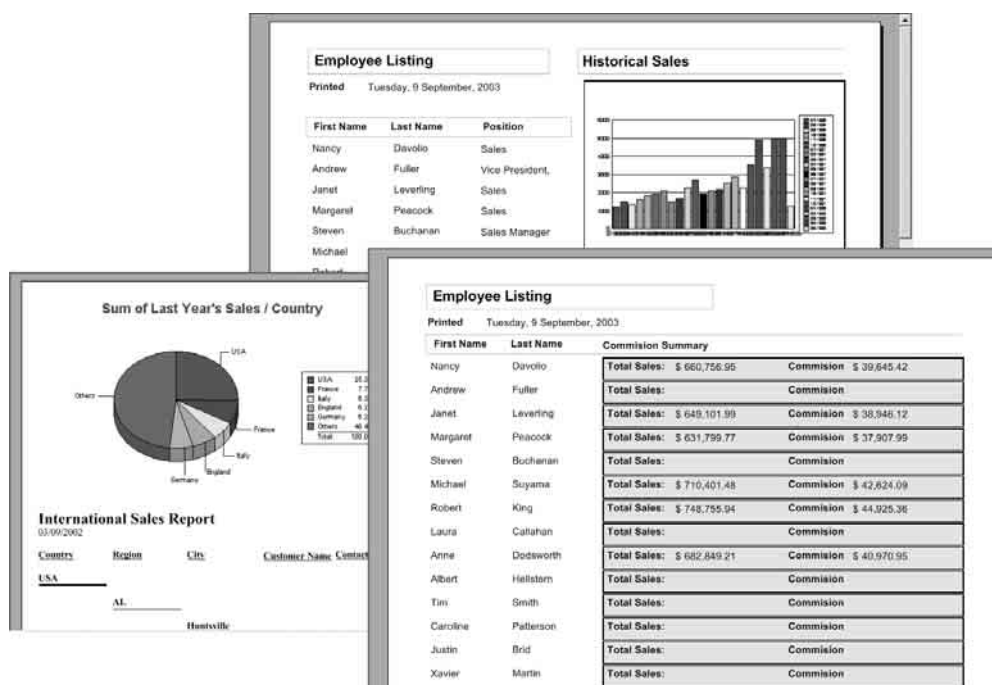 Employee Listing
Printed Tuesday, 9 September, 2003
First Name Last Name Position
Nancy Davolio Sales
Andrew Fuller Vice President,
Janet Leverling Sales
Margaret Peacock Sales
Steven Buchanan Sales Manager
Michael
Historical Sales
Sum of Last Year's Sales / Country
USA
Others
France
Italy
England
Germany
USA
France
Italy
England
Germany
Others
Total
International Sales Report
03/09/2002
Country Region City Customer Name Contact
USA
AL
Huntsville
Employee Listing
Printed Tuesday, 9 September, 2003
First Name Last Name Commision Summary
Nancy Davolio Total Sales: $ 660,756.95 Commision $ 39,645.42
Andrew Fuller Total Sales: Commision
Janet Leverling Total Sales: $ 649,101.99 Commision $ 38,946.12
Margaret Peacock Total Sales: $ 631,799.77 Commision $ 37,907.99
Steven Buchanan Total Sales: Commision
Michael Suyama Total Sales: $ 710,401.48 Commision $ 42,624.09
Robert King Total Sales: $ 748,755.94 Commision $ 44,925.36
Laura Callahan Total Sales: Commision
Anne Dodsworth Total Sales: $ 682,849.21 Commision $ 40,970.95
Albert Hellstern Total Sales: Commision
Tim Smith Total Sales: Commision
Caroline Patterson Total Sales: Commision
Justin Brid Total Sales: Commision
Xavier Martin Total Sales: Commision